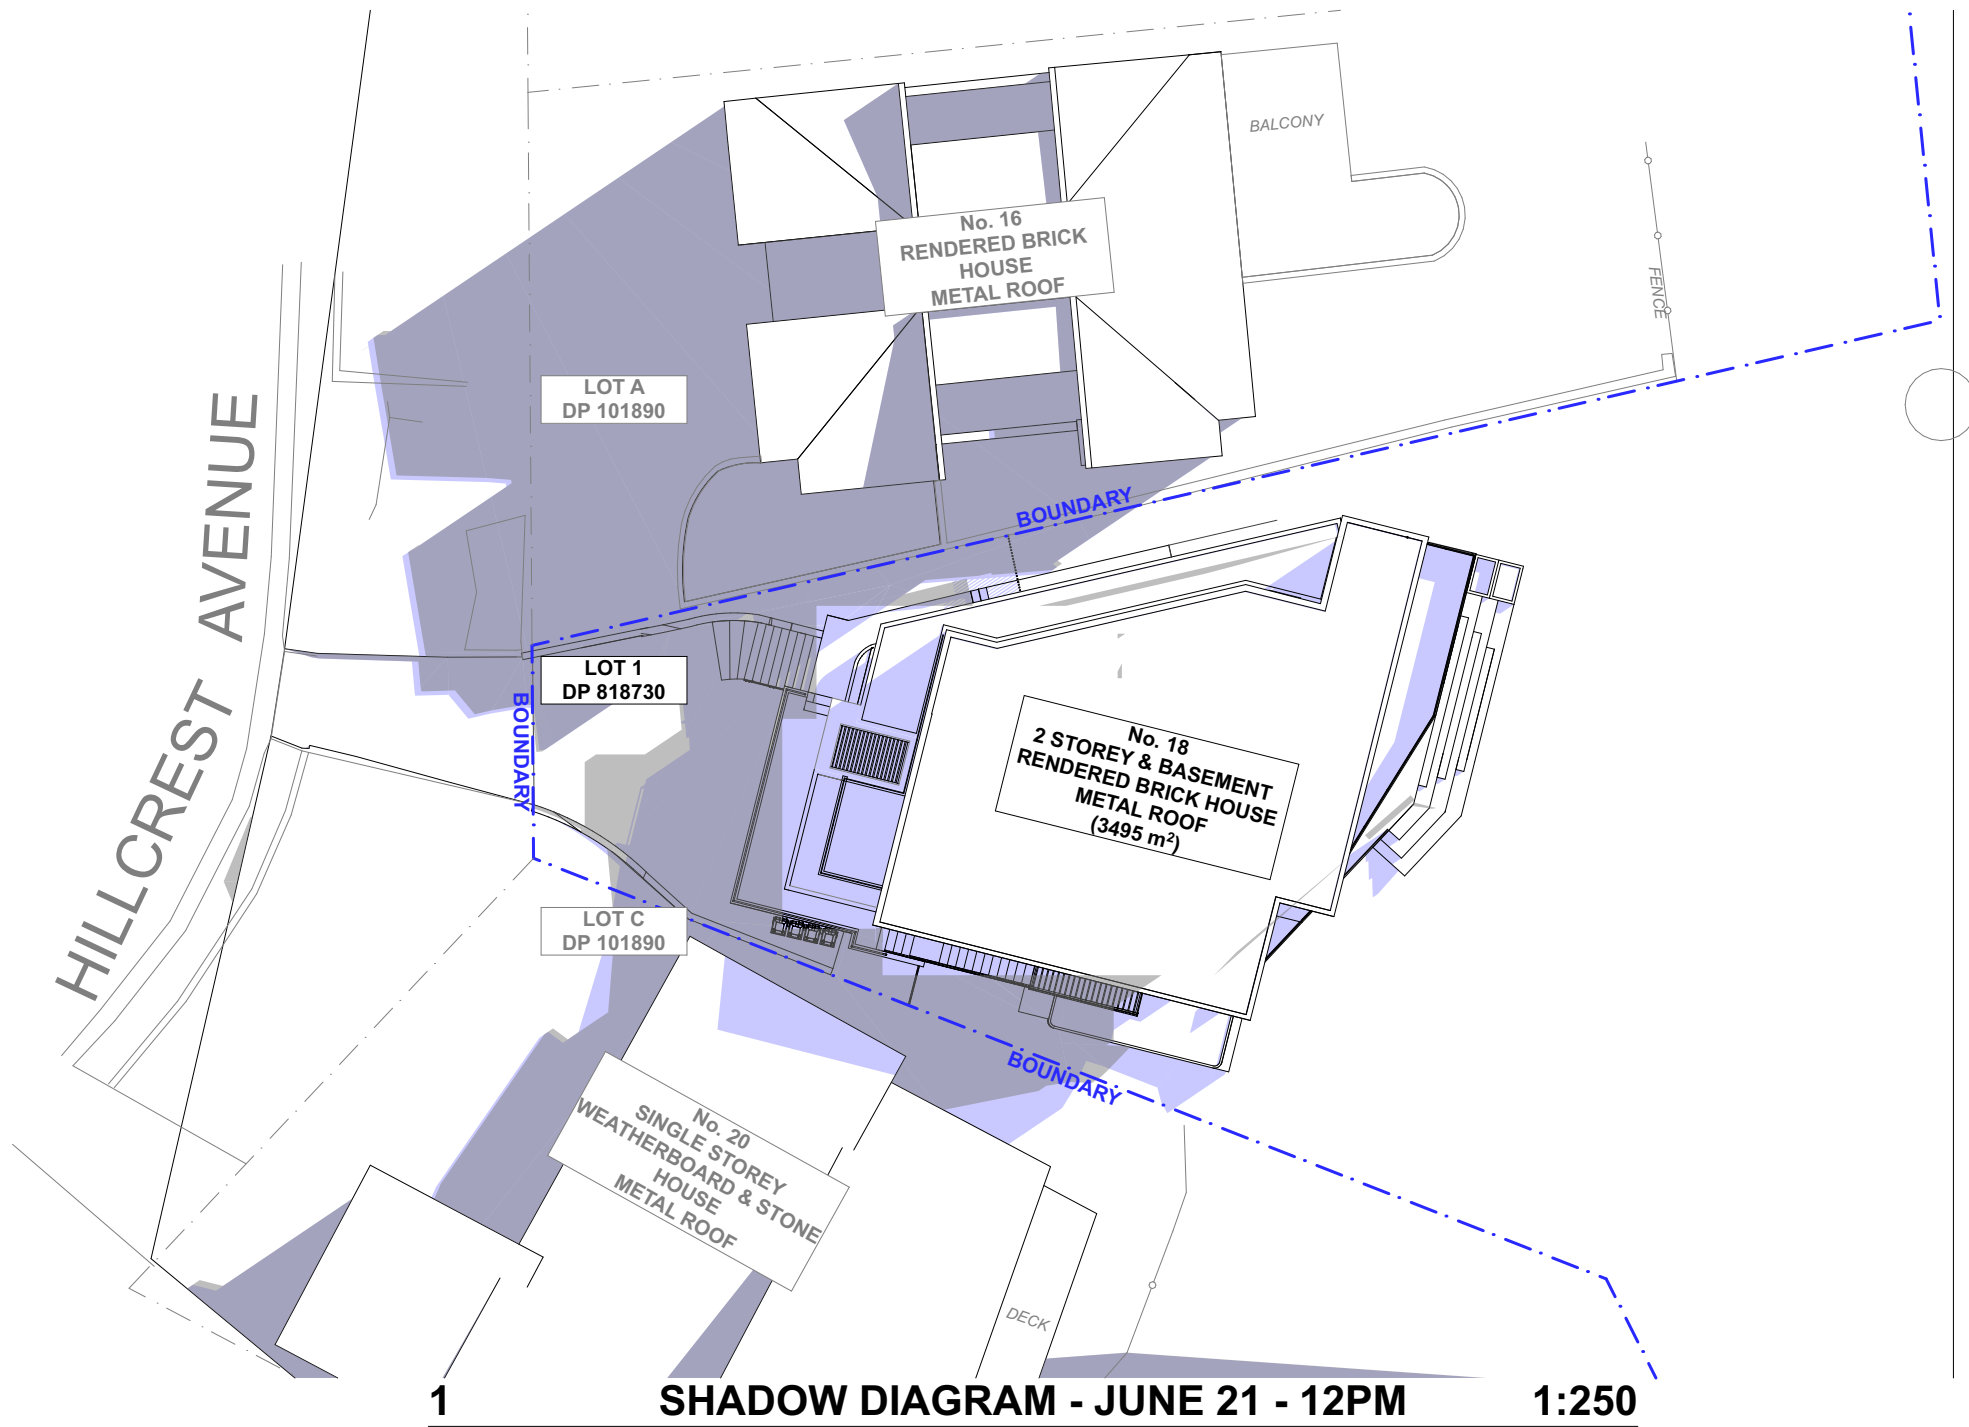 BALCONY
No. 16
RENDERED BRICK
HOUSE
METAL ROOF
FENCE
LOT A
DP 101890
HILLCREST AVENUE
BOUNDARY
LOT 1
DP 818730
BOUNDARY
No. 18
2 STOREY & BASEMENT
RENDERED BRICK HOUSE
METAL ROOF
(3495 m²)
LOT C
DP 101890
BOUNDARY
No. 20
SINGLE STOREY
WEATHERBOARD & STONE
HOUSE
METAL ROOF
DECK
1 SHADOW DIAGRAM - JUNE 21 - 12PM 1:250